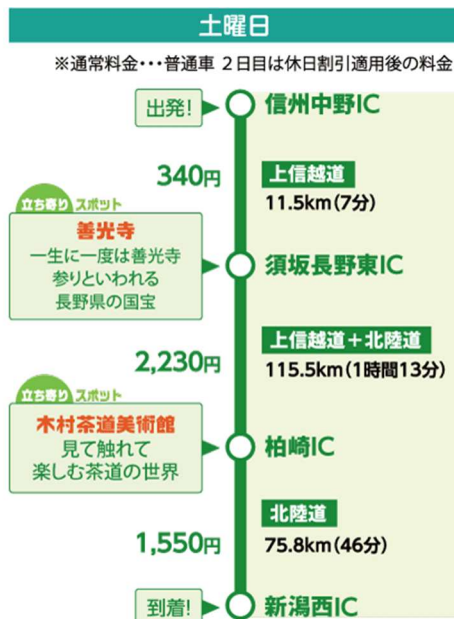 土曜日
※通常料金・・・普通車 2日目は休日割引適用後の料金
出発!
信州中野IC
340円
上信越道
11.5km(7分)
立ち寄りスポット
善光寺
一生に一度は善光寺
参りといわれる
長野県の国宝
須坂長野東IC
2,230円
上信越道+北陸道
115.5km(1時間13分)
立ち寄りスポット
木村茶道美術館
見て触れて
楽しむ茶道の世界
柏崎IC
1,550円
北陸道
75.8km(46分)
到着!
新潟西IC